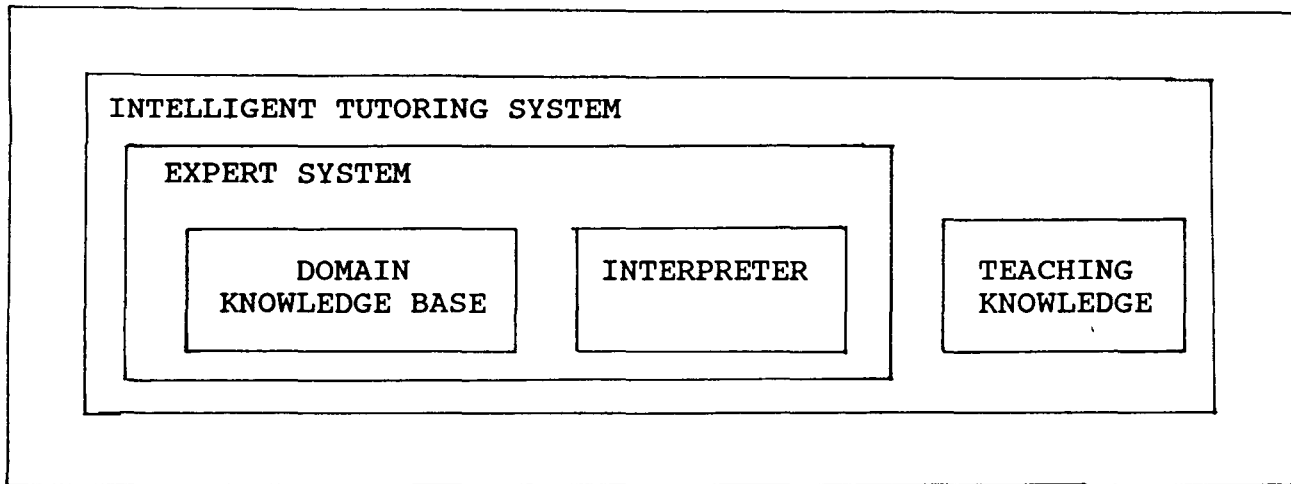 INTELLIGENT TUTORING SYSTEM
EXPERT SYSTEM
DOMAIN
KNOWLEDGE BASE
INTERPRETER
TEACHING
KNOWLEDGE